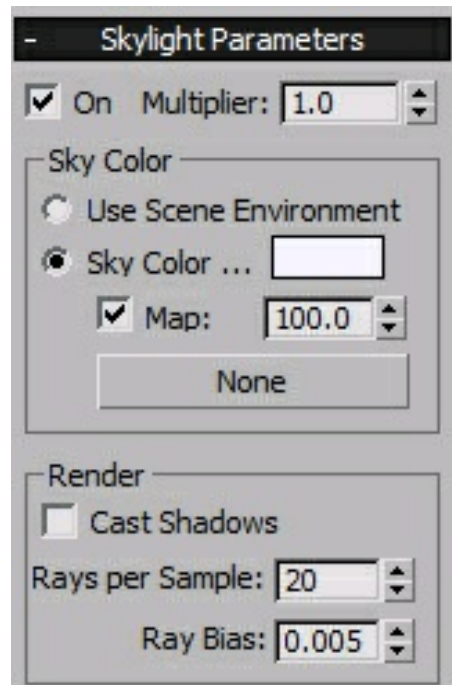 - Skylight Parameters
On Multiplier: 1.0
Sky Color
Use Scene Environment
Sky Color ...
Map: 100.0
None
Render
Cast Shadows
Rays per Sample: 20
Ray Bias: 0.005